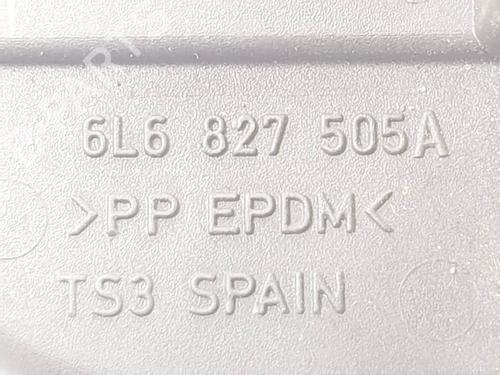 6L6 827 505A
>PP EPDM<
TS3 SPAIN